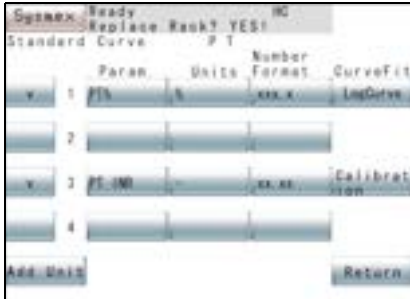 Sysmex Ready HC
Replace Rack? YES!
Standard Curve PT
Param. Units Number Format CurveFit
v 1 PT% % xxx.x LogCurve
2
v 3 PT-INR - xx.xx Calibration
4
Add Unit Return